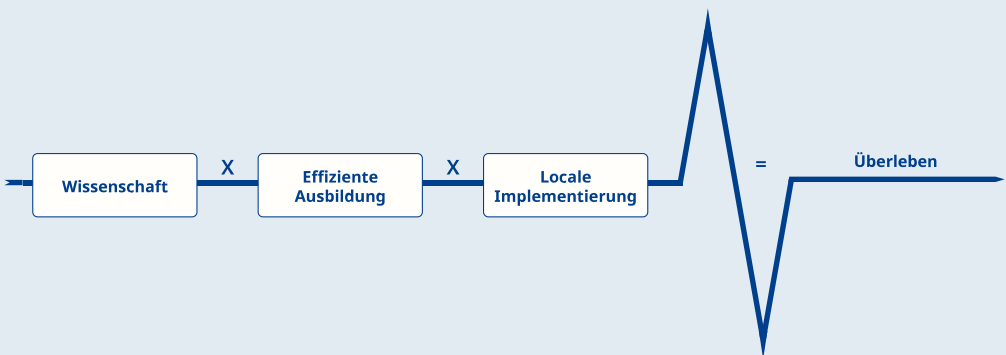 Wissenschaft
X
Effiziente
Ausbildung
X
Locale
Implementierung
=
Überleben